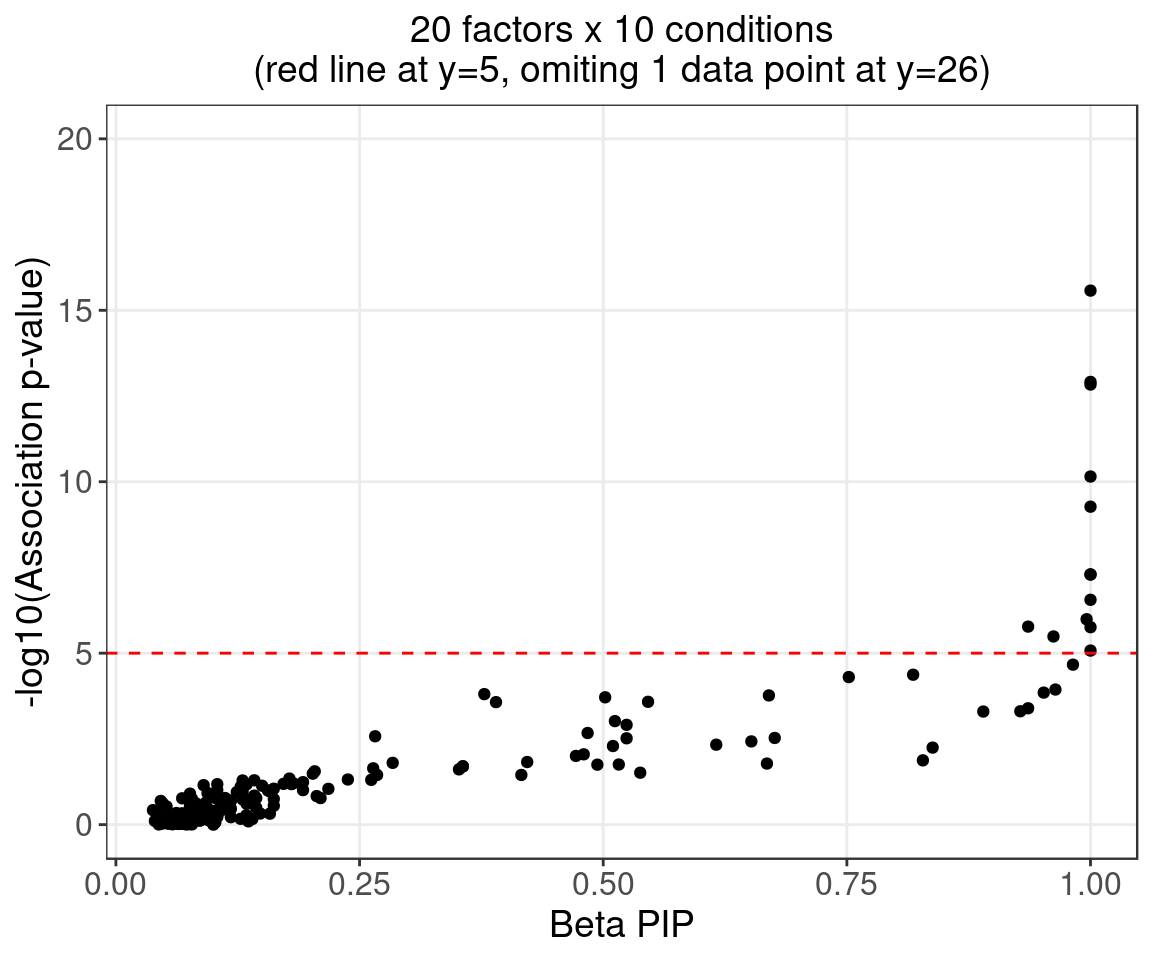 20 factors x 10 conditions
(red line at y=5, omiting 1 data point at y=26)
-log10(Association p-value)
20
15
10
5
0
0.00 0.25 0.50 0.75 1.00
Beta PIP